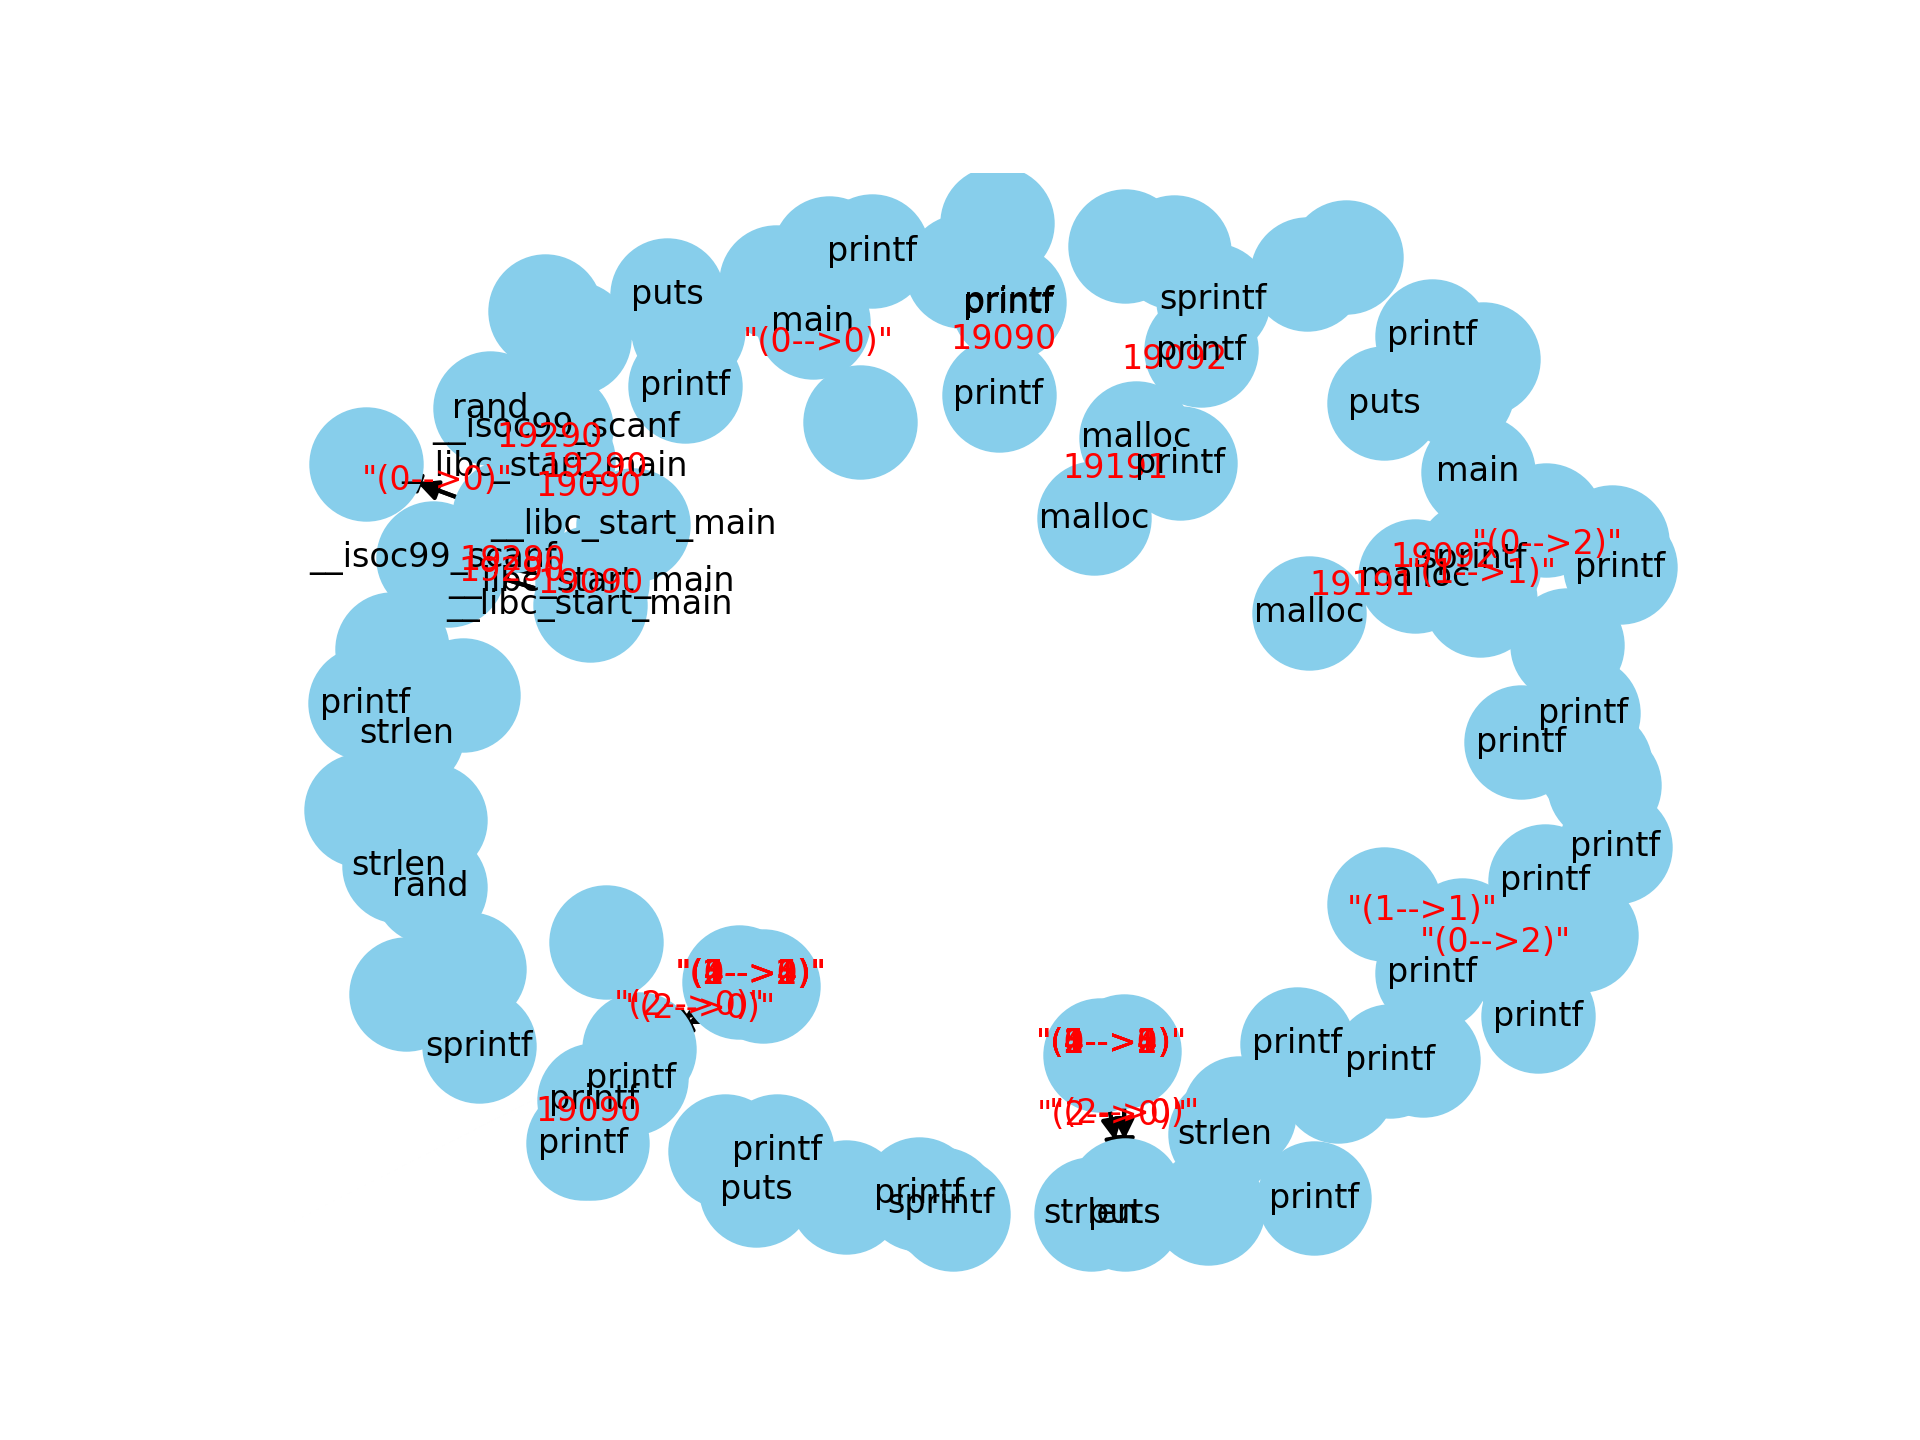 printf
puts
sprintf
printf
printf
main
"(0-->0)"
printf
19090
19092
printf
printf
printf
puts
rand
__isoc99_scanf
19290
malloc
printf
main
__libc_start_main
19290
"(0-->0)"
19090
19191
malloc
__libc_start_main
"(0-->2)"
__isoc99_scanf
19290
19092
sprintf
printf
malloc
"(1-->1)"
19290
__libc_start_main
19090
19191
__libc_start_main
malloc
printf
strlen
printf
printf
printf
strlen
rand
printf
"(1-->1)"
"(0-->2)"
printf
"(2-->0)"
"(2-->0)"
printf
sprintf
printf
printf
printf
printf
19090
"(2-->0)"
"(2-->0)"
strlen
printf
printf
puts
printf
sprintf
strlen
puts
printf